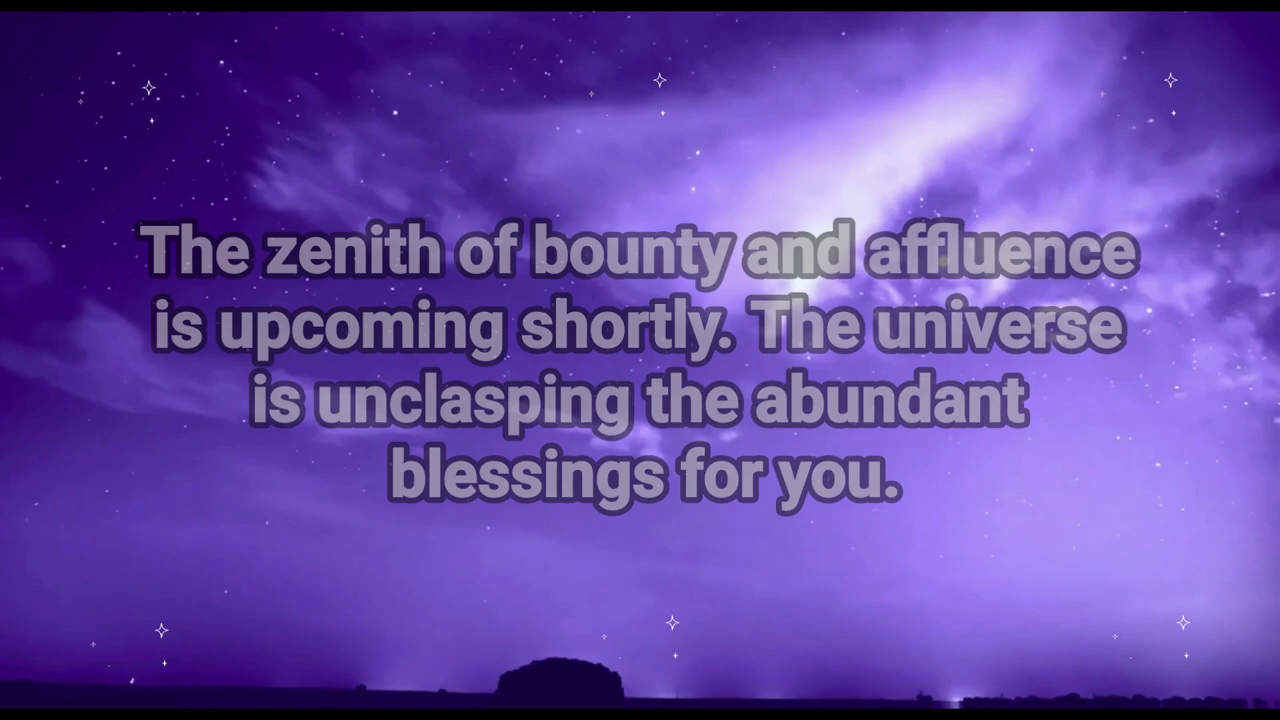 The zenith of bounty and affluence
is upcoming shortly. The universe
is unclasping the abundant
blessings for you.